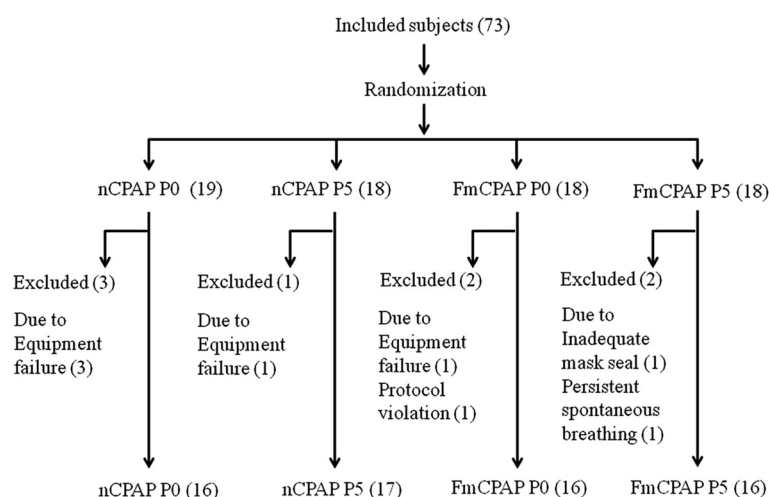 Included subjects (73)
Randomization
nCPAP P0 (19)
nCPAP P5 (18)
FmCPAP P0 (18)
FmCPAP P5 (18)
Excluded (3)
Due to
Equipment
failure (3)
Excluded (1)
Due to
Equipment
failure (1)
Excluded (2)
Due to
Equipment
failure (1)
Protocol
violation (1)
Excluded (2)
Due to
Inadequate
mask seal (1)
Persistent
spontaneous
breathing (1)
nCPAP P0 (16)
nCPAP P5 (17)
FmCPAP P0 (16)
FmCPAP P5 (16)